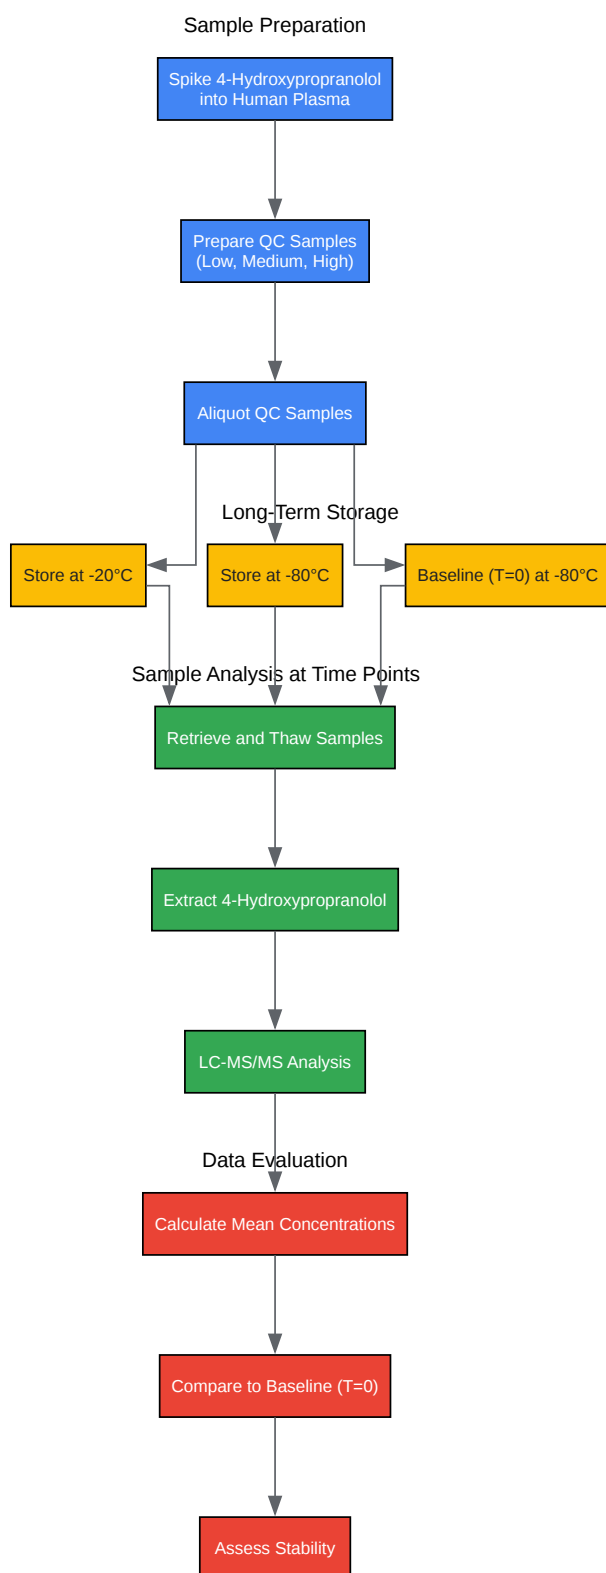 Sample Preparation
Spike 4-Hydroxypropranolol
into Human Plasma
Prepare QC Samples
(Low, Medium, High)
Aliquot QC Samples
Long-Term Storage
Store at -20°C
Store at -80°C
Baseline (T=0) at -80°C
Sample Analysis at Time Points
Retrieve and Thaw Samples
Extract 4-Hydroxypropranolol
LC-MS/MS Analysis
Data Evaluation
Calculate Mean Concentrations
Compare to Baseline (T=0)
Assess Stability